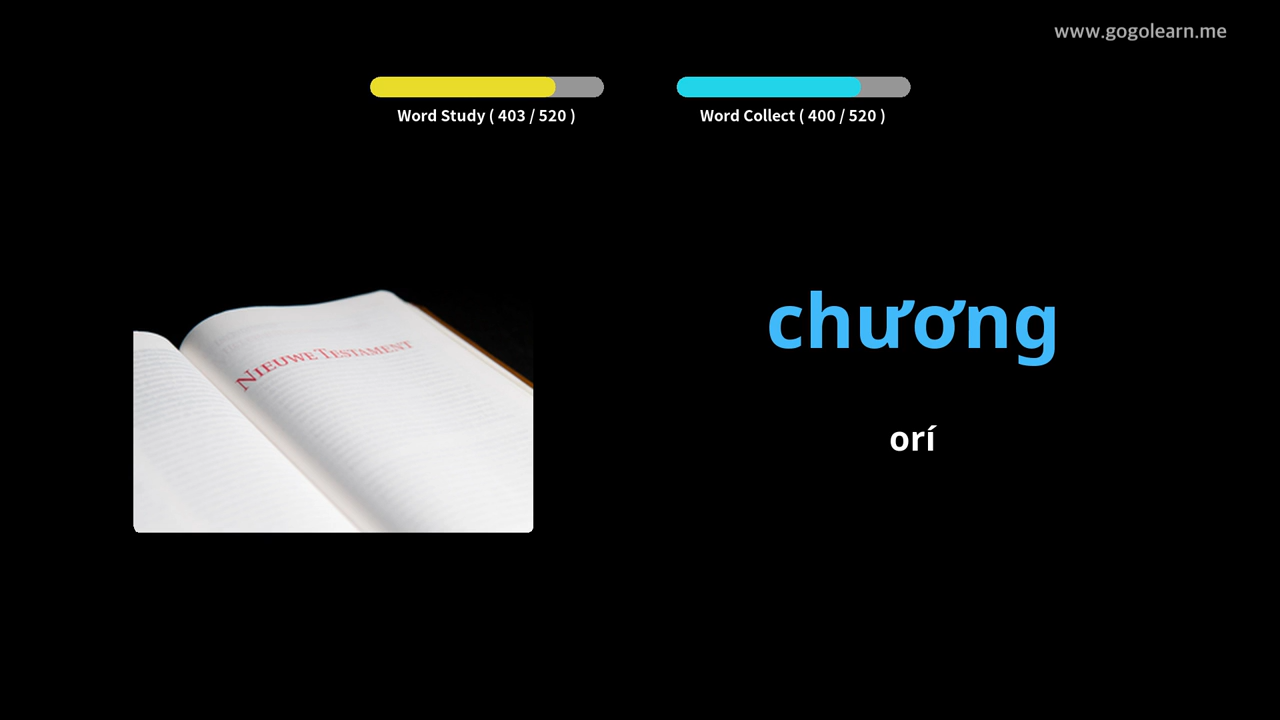 www.gogolearn.me
Word Study ( 403 / 520 )
Word Collect ( 400 / 520 )
NIEUWE TESTAMENT
chương
orí